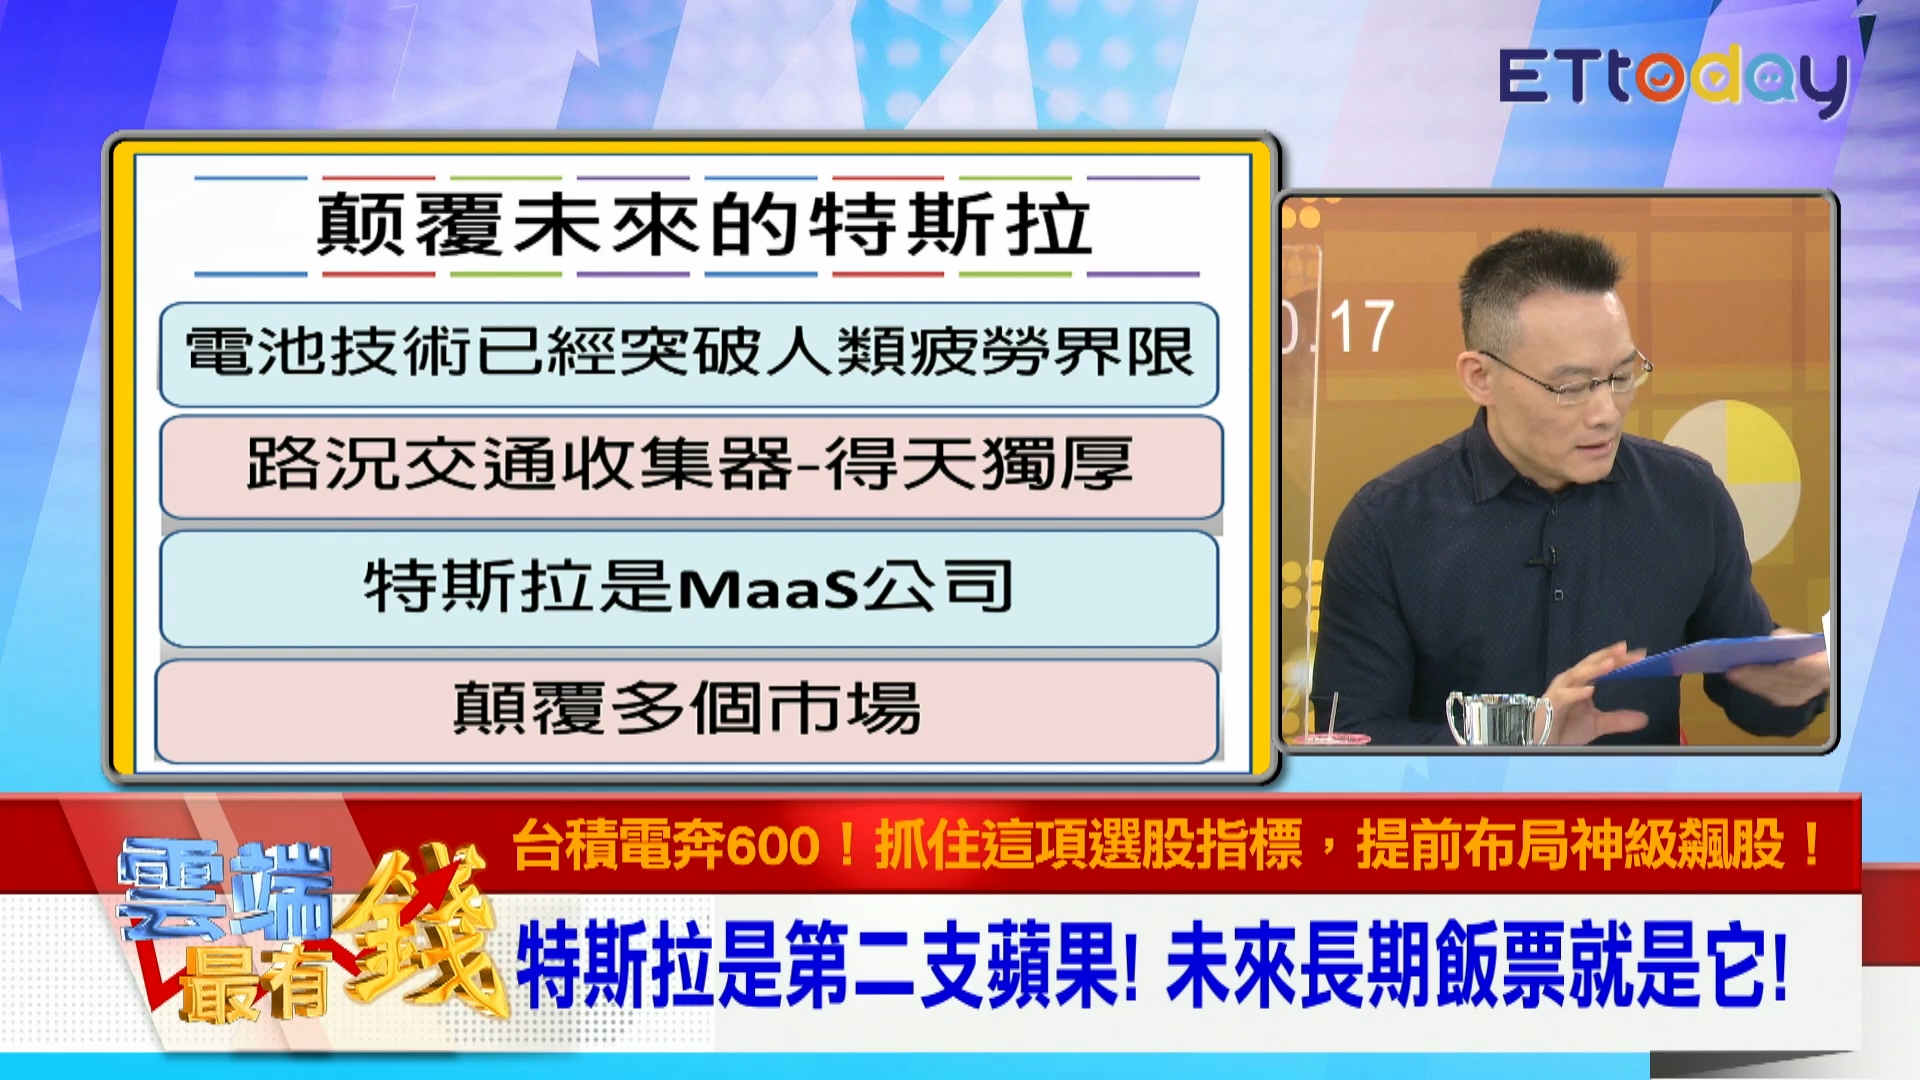 ETtoday
颠覆未來的特斯拉
電池技術已經突破人類疲勞界限
路況交通收集器-得天獨厚
特斯拉是MaaS公司
顛覆多個市場
0.17
台積電奔600！抓住這項選股指標，提前布局神級飆股！
雲端最有錢
特斯拉是第二支蘋果! 未來長期飯票就是它!